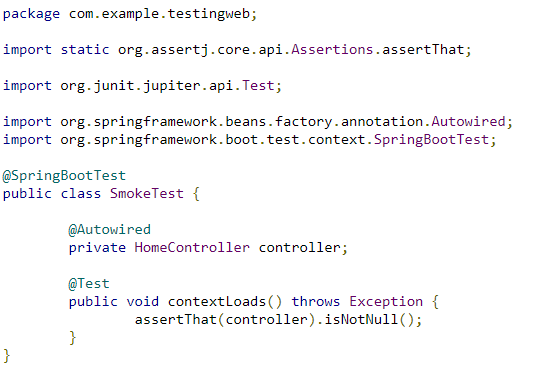 package com.example.testingweb;
import static org.assertj.core.api.Assertions.assertThat;
import org.junit.jupiter.api.Test;
import org.springframework.beans.factory.annotation.Autowired;
import org.springframework.boot.test.context.SpringBootTest;
@SpringBootTest
public class SmokeTest {
@Autowired
private HomeController controller;
@Test
public void contextLoads() throws Exception {
assertThat(controller).isNotNull();
}
}